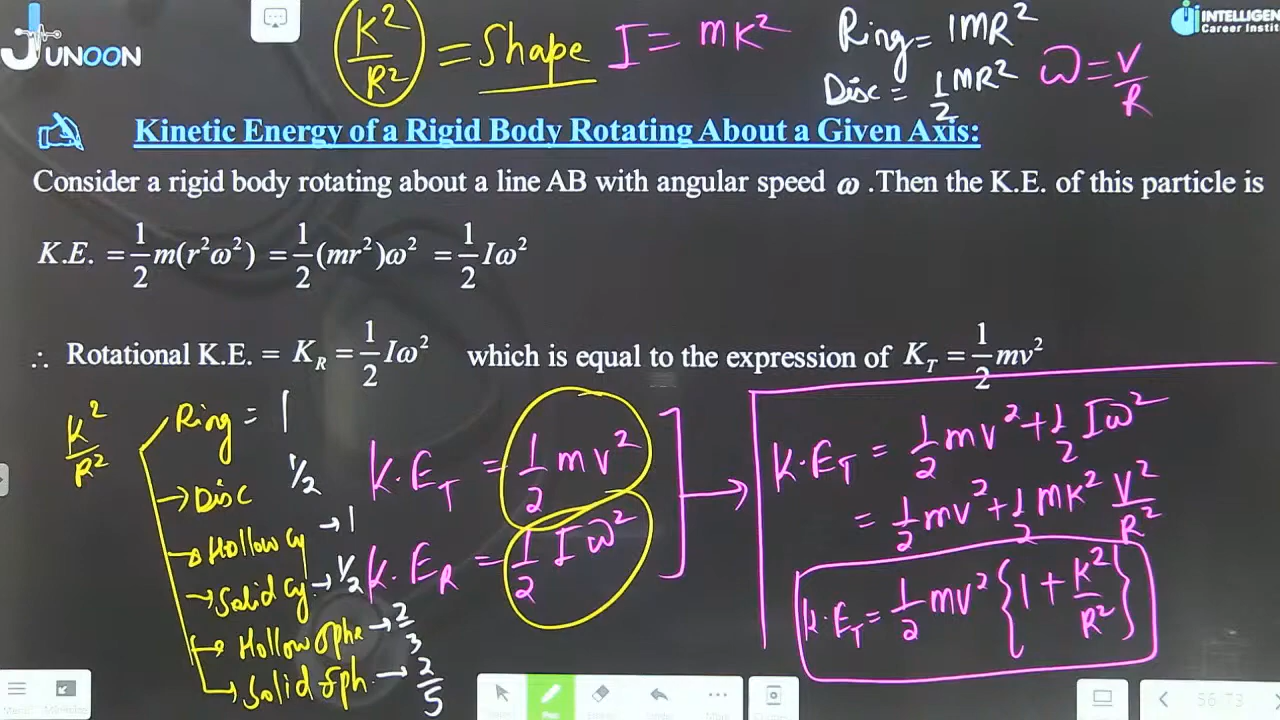 JUNOON
K²/R² = Shape I = mK² Ring = 1MR² ω = V/R
Disc = 1/2 MR²
INTELLIGEN
Career Instit
Kinetic Energy of a Rigid Body Rotating About a Given Axis:
Consider a rigid body rotating about a line AB with angular speed ω .Then the K.E. of this particle is
K.E. = 1/2 m(r²ω²) = 1/2 (mr²)ω² = 1/2 Iω²
∴ Rotational K.E. = K_R = 1/2 Iω² which is equal to the expression of K_T = 1/2 mv²
K²/R²
Ring = 1
→ Disc 1/2
→ Hollow Cy → 1
→ Solid Cy. → 1/2
→ Hollow Sphe → 2/3
→ Solid Sph. → 2/5
K.E_T = 1/2 mv²
K.E_R = 1/2 Iω²
K.E_T = 1/2 mv² + 1/2 Iω²
= 1/2 mv² + 1/2 mK² V²/R²
K.E_T = 1/2 mv² {1 + K²/R²}
More
56 73